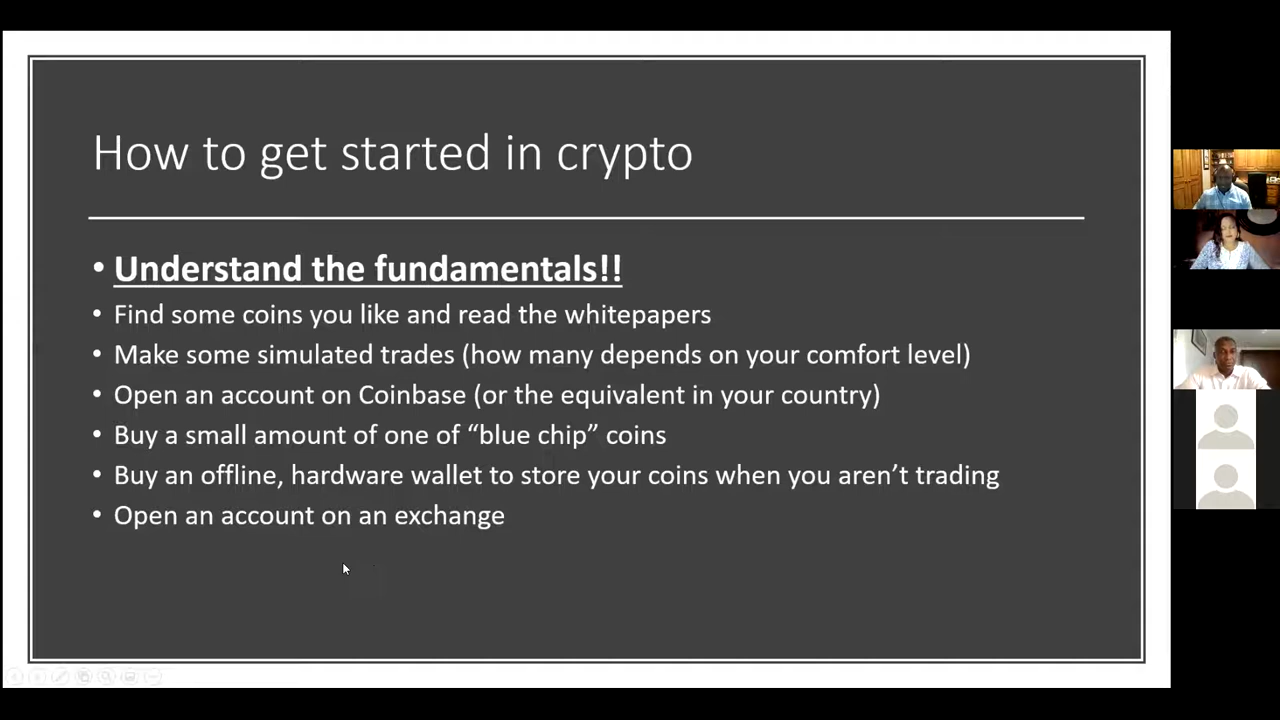 How to get started in crypto
• Understand the fundamentals!!
• Find some coins you like and read the whitepapers
• Make some simulated trades (how many depends on your comfort level)
• Open an account on Coinbase (or the equivalent in your country)
• Buy a small amount of one of “blue chip” coins
• Buy an offline, hardware wallet to store your coins when you aren’t trading
• Open an account on an exchange